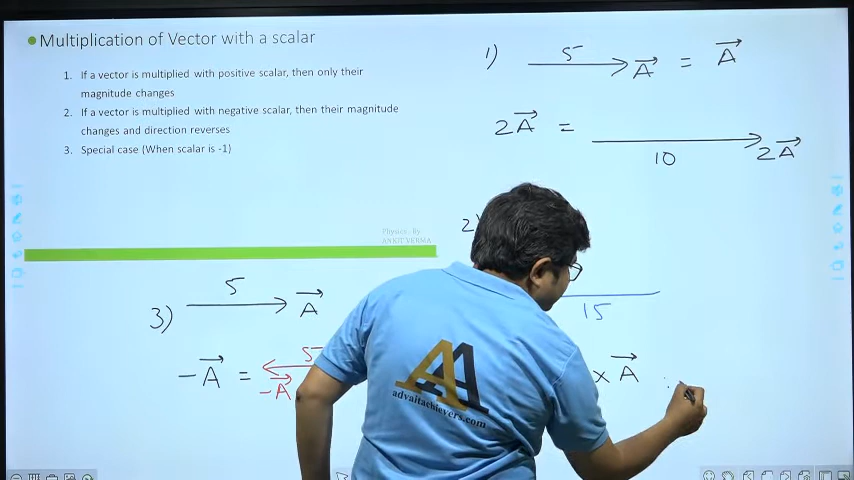 Multiplication of Vector with a scalar
1. If a vector is multiplied with positive scalar, then only their
magnitude changes
2. If a vector is multiplied with negative scalar, then their magnitude
changes and direction reverses
3. Special case (When scalar is -1)
Physics By
ANKIT VERMA
1) 5 A⃗ = A⃗
2A⃗ =
10 2A⃗
2)
15
3) 5 A⃗
-A⃗ = 5
-A⃗
× A⃗
AA
advaitachievers.com